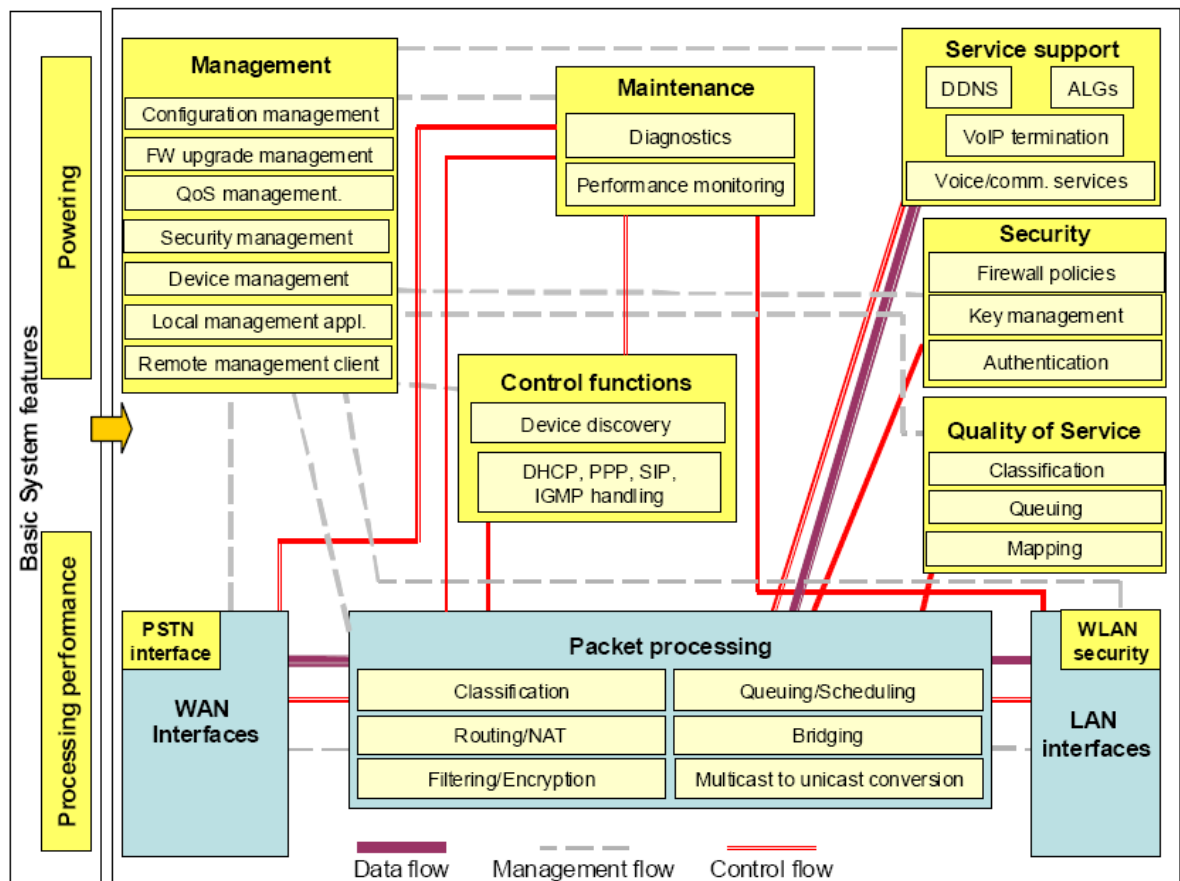 Basic System features
Powering
Processing performance
Management
Configuration management
FW upgrade management
QoS management.
Security management
Device management
Local management appl.
Remote management client
Maintenance
Diagnostics
Performance monitoring
Service support
DDNS
ALGs
VoIP termination
Voice/comm. services
Security
Firewall policies
Key management
Authentication
Control functions
Device discovery
DHCP, PPP, SIP,
IGMP handling
Quality of Service
Classification
Queuing
Mapping
PSTN
interface
WAN
Interfaces
Packet processing
Classification
Queuing/Scheduling
Routing/NAT
Bridging
Filtering/Encryption
Multicast to unicast conversion
WLAN
security
LAN
interfaces
Data flow
Management flow
Control flow